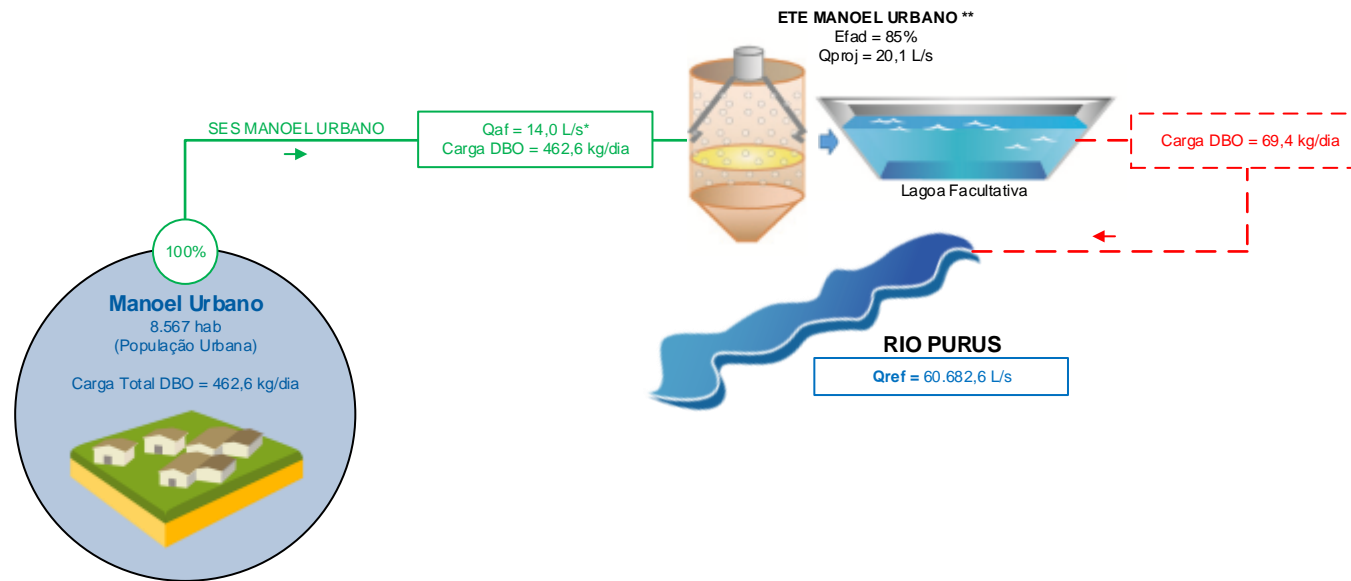 ETE MANOEL URBANO **
Efad = 85%
Qproj = 20,1 L/s
SES MANOEL URBANO
Qaf = 14,0 L/s*
Carga DBO = 462,6 kg/dia
Carga DBO = 69,4 kg/dia
Lagoa Facultativa
100%
Manoel Urbano
8.567 hab
(População Urbana)
Carga Total DBO = 462,6 kg/dia
RIO PURUS
Qref = 60.682,6 L/s